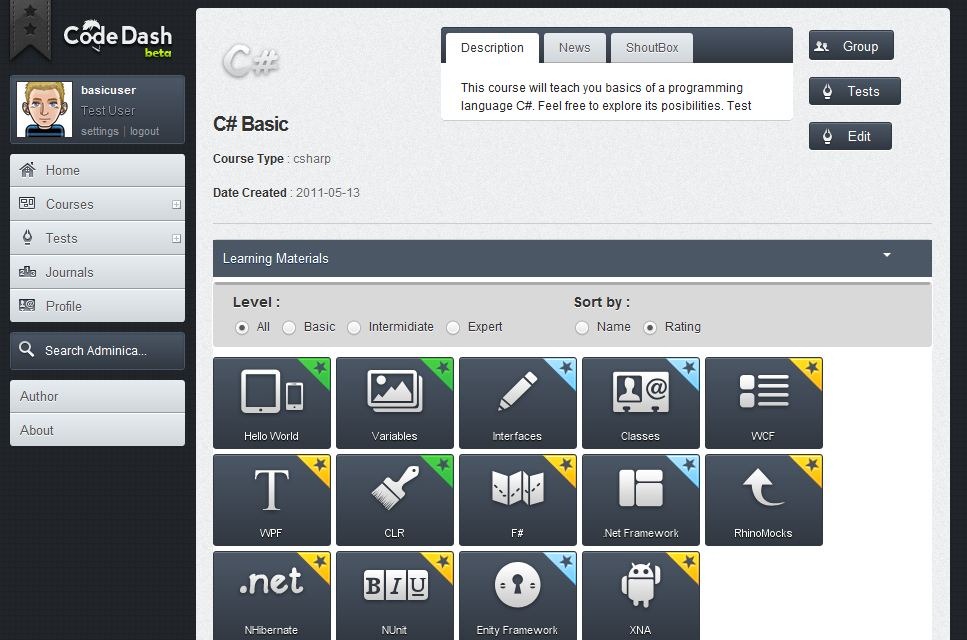 CodeDash
beta
basicuser
Test User
settings | logout
Home
Courses
Tests
Journals
Profile
Search Adminica...
Author
About
C#
C# Basic
Course Type : csharp
Date Created : 2011-05-13
Description
News
ShoutBox
This course will teach you basics of a programming
language C#. Feel free to explore its posibilities. Test
Group
Tests
Edit
Learning Materials
Level :
Sort by :
All
Basic
Intermidiate
Expert
Name
Rating
Hello World
Variables
Interfaces
@
Classes
WCF
T
WPF
CLR
F#
.Net Framework
RhinoMocks
.net
NHibernate
B I U
NUnit
Enity Framework
XNA